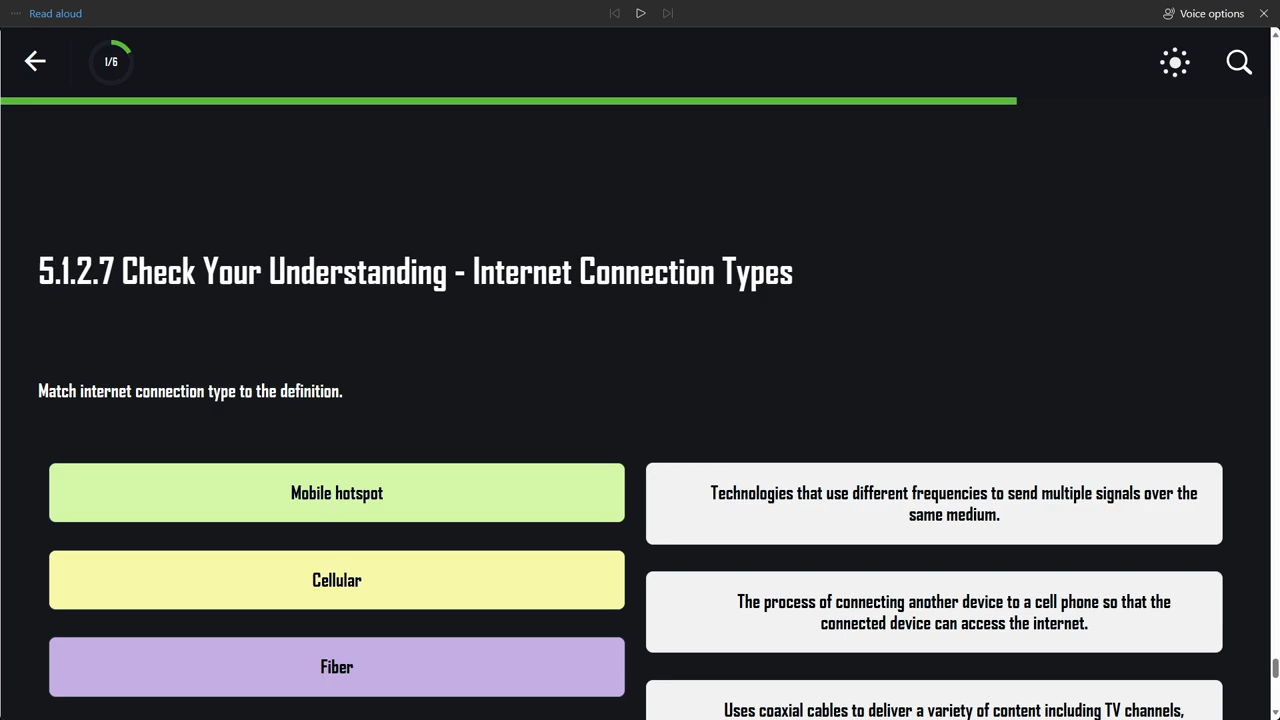 Read aloud
Voice options
1/6
5.1.2.7 Check Your Understanding - Internet Connection Types
Match internet connection type to the definition.
Mobile hotspot
Cellular
Fiber
Technologies that use different frequencies to send multiple signals over the
same medium.
The process of connecting another device to a cell phone so that the
connected device can access the internet.
Uses coaxial cables to deliver a variety of content including TV channels,